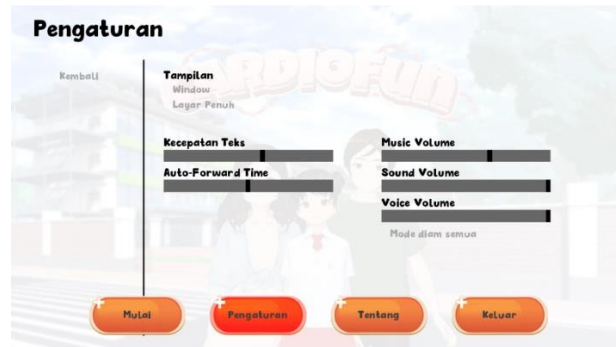 Pengaturan
Kembali
CARDIOFUN
Tampilan
Window
Layar Penuh
Kecepatan Teks
Auto-Forward Time
Music Volume
Sound Volume
Voice Volume
Mode diam semua
Mulai
Pengaturan
Tentang
Keluar